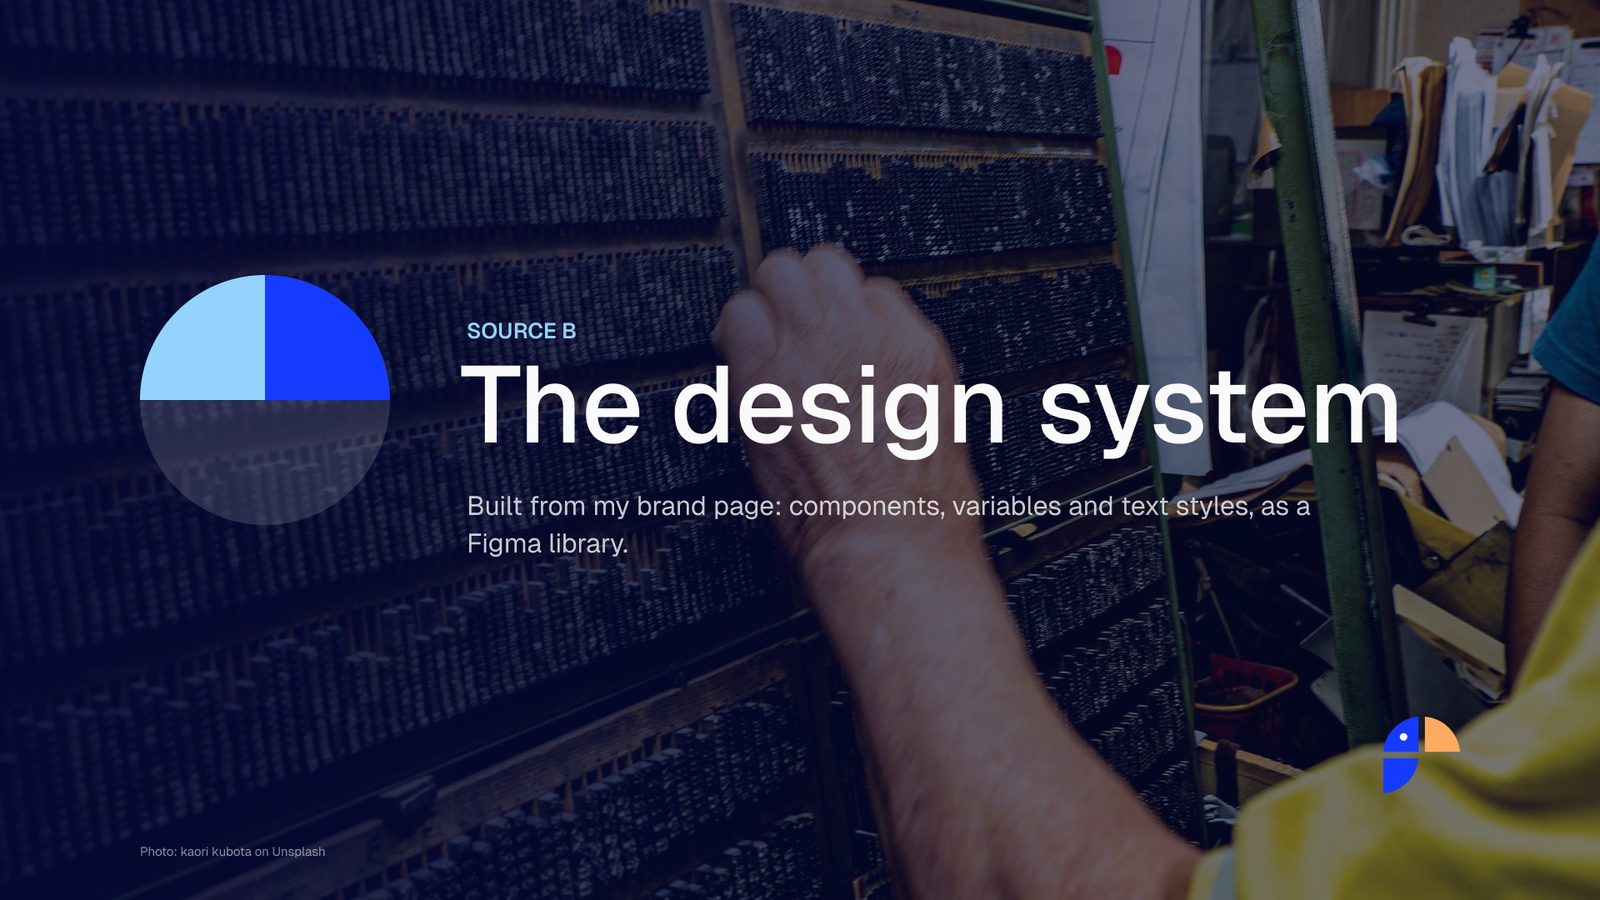 SOURCE B
The design system
Built from my brand page: components, variables and text styles, as a
Figma library.
Photo: kaori kubota on Unsplash